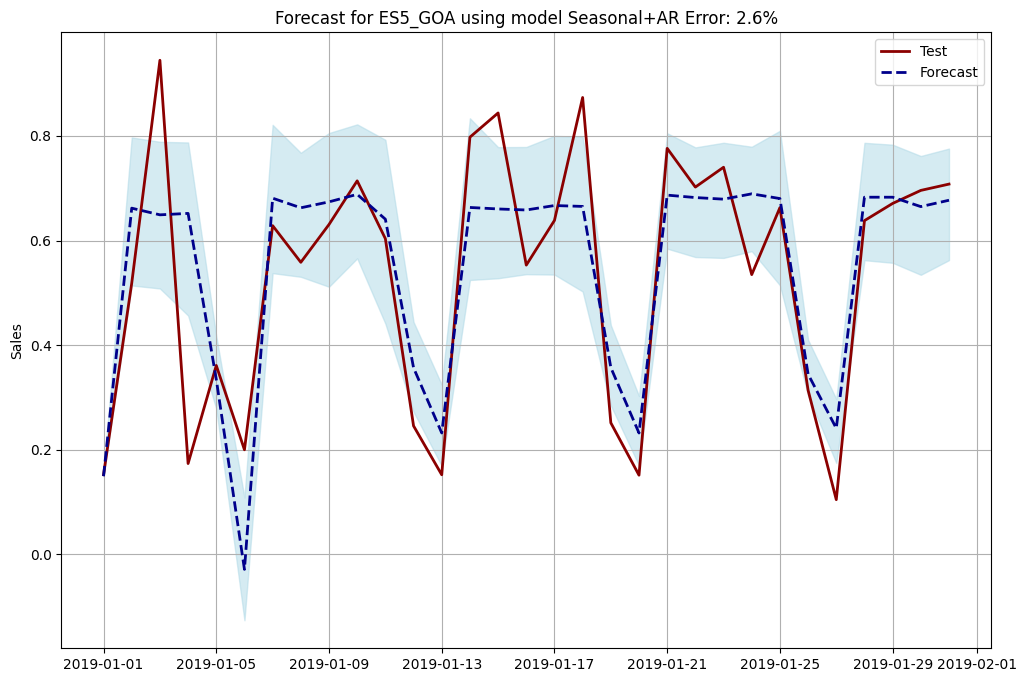 Forecast for ES5_GOA using model Seasonal+AR Error: 2.6%
Test
Forecast
Sales
0.8
0.6
0.4
0.2
0.0
2019-01-01 2019-01-05 2019-01-09 2019-01-13 2019-01-17 2019-01-21 2019-01-25 2019-01-29 2019-02-01